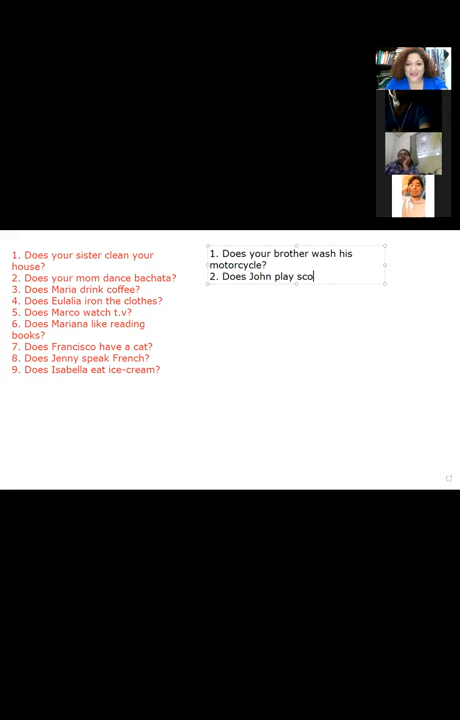 1. Does your sister clean your
house?
2. Does your mom dance bachata?
3. Does Maria drink coffee?
4. Does Eulalia iron the clothes?
5. Does Marco watch t.v?
6. Does Mariana like reading
books?
7. Does Francisco have a cat?
8. Does Jenny speak French?
9. Does Isabella eat ice-cream?
1. Does your brother wash his
motorcycle?
2. Does John play sco